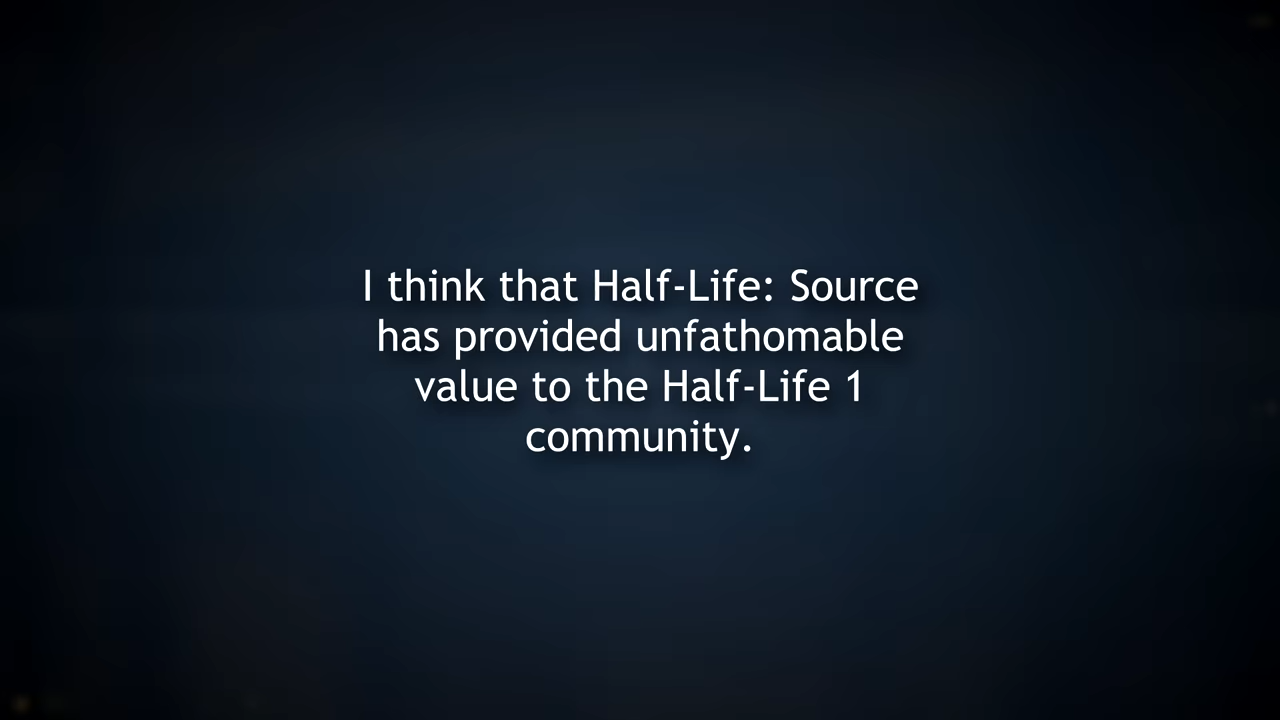 I think that Half-Life: Source
has provided unfathomable
value to the Half-Life 1
community.